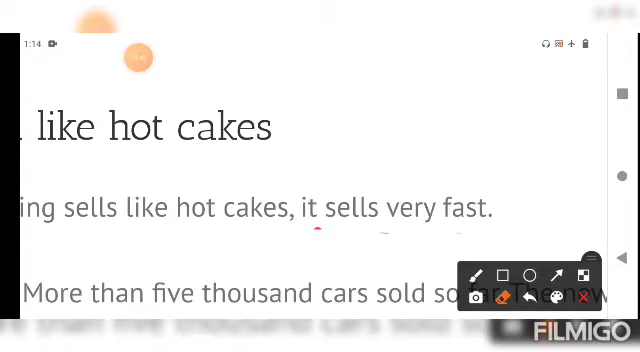 1:14
like hot cakes
ing sells like hot cakes, it sells very fast.
More than five thousand cars sold so far The new
FILMIGO